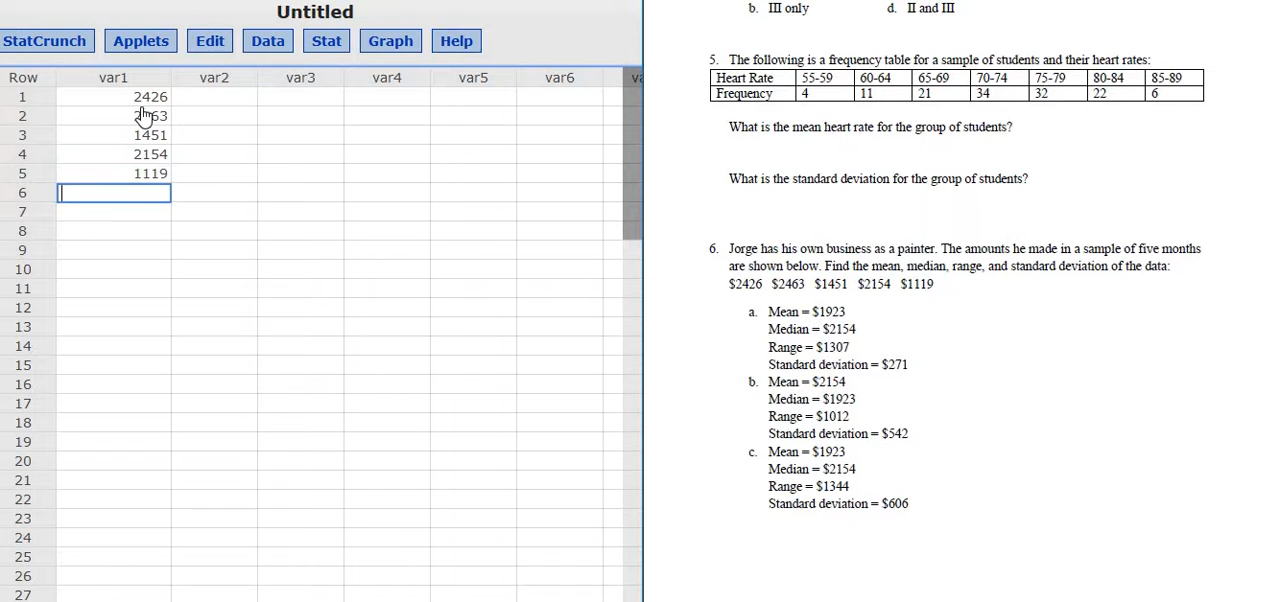 Untitled
StatCrunch Applets Edit Data Stat Graph Help
Row var1 var2 var3 var4 var5 var6
1 2426
2
3 1451
4 2154
5 1119
6
7
8
9
10
11
12
13
14
15
16
17
18
19
20
21
22
23
24
25
26
27
b. III only d. II and III
5. The following is a frequency table for a sample of students and their heart rates:
Heart Rate 55-59 60-64 65-69 70-74 75-79 80-84 85-89
Frequency 4 11 21 34 32 22 6
What is the mean heart rate for the group of students?
What is the standard deviation for the group of students?
6. Jorge has his own business as a painter. The amounts he made in a sample of five months
are shown below. Find the mean, median, range, and standard deviation of the data:
$2426 $2463 $1451 $2154 $1119
a. Mean = $1923
Median = $2154
Range = $1307
Standard deviation = $271
b. Mean = $2154
Median = $1923
Range = $1012
Standard deviation = $542
c. Mean = $1923
Median = $2154
Range = $1344
Standard deviation = $606